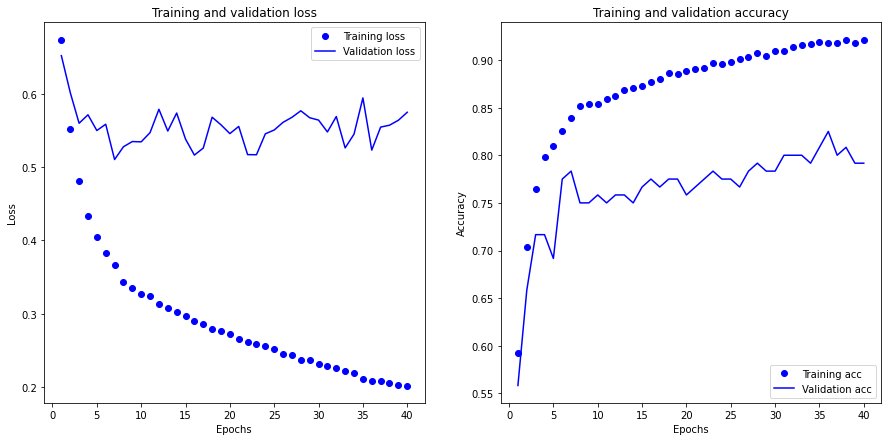 Training and validation loss
Training loss
Validation loss
0.6
0.5
0.4
0.3
0.2
Loss
0 5 10 15 20 25 30 35 40
Epochs
Training and validation accuracy
0.90
0.85
0.80
0.75
0.70
0.65
0.60
0.55
Accuracy
Training acc
Validation acc
0 5 10 15 20 25 30 35 40
Epochs